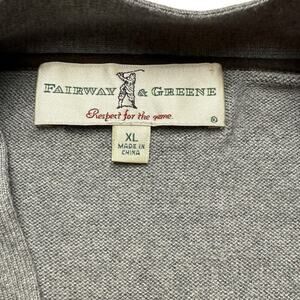 FAIRWAY & GREENE
Respect for the game.
®
XL
MADE IN
CHINA